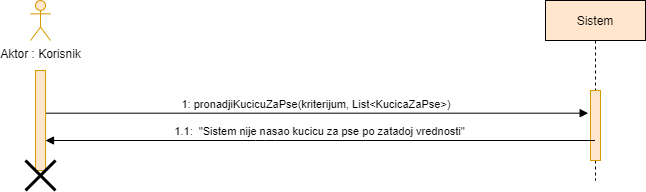 Sistem
Aktor : Korisnik
1: pronadjiKucicuZaPse(kriterijum, List<KucicaZaPse>)
1.1: "Sistem nije nasao kucicu za pse po zatadoj vrednosti"